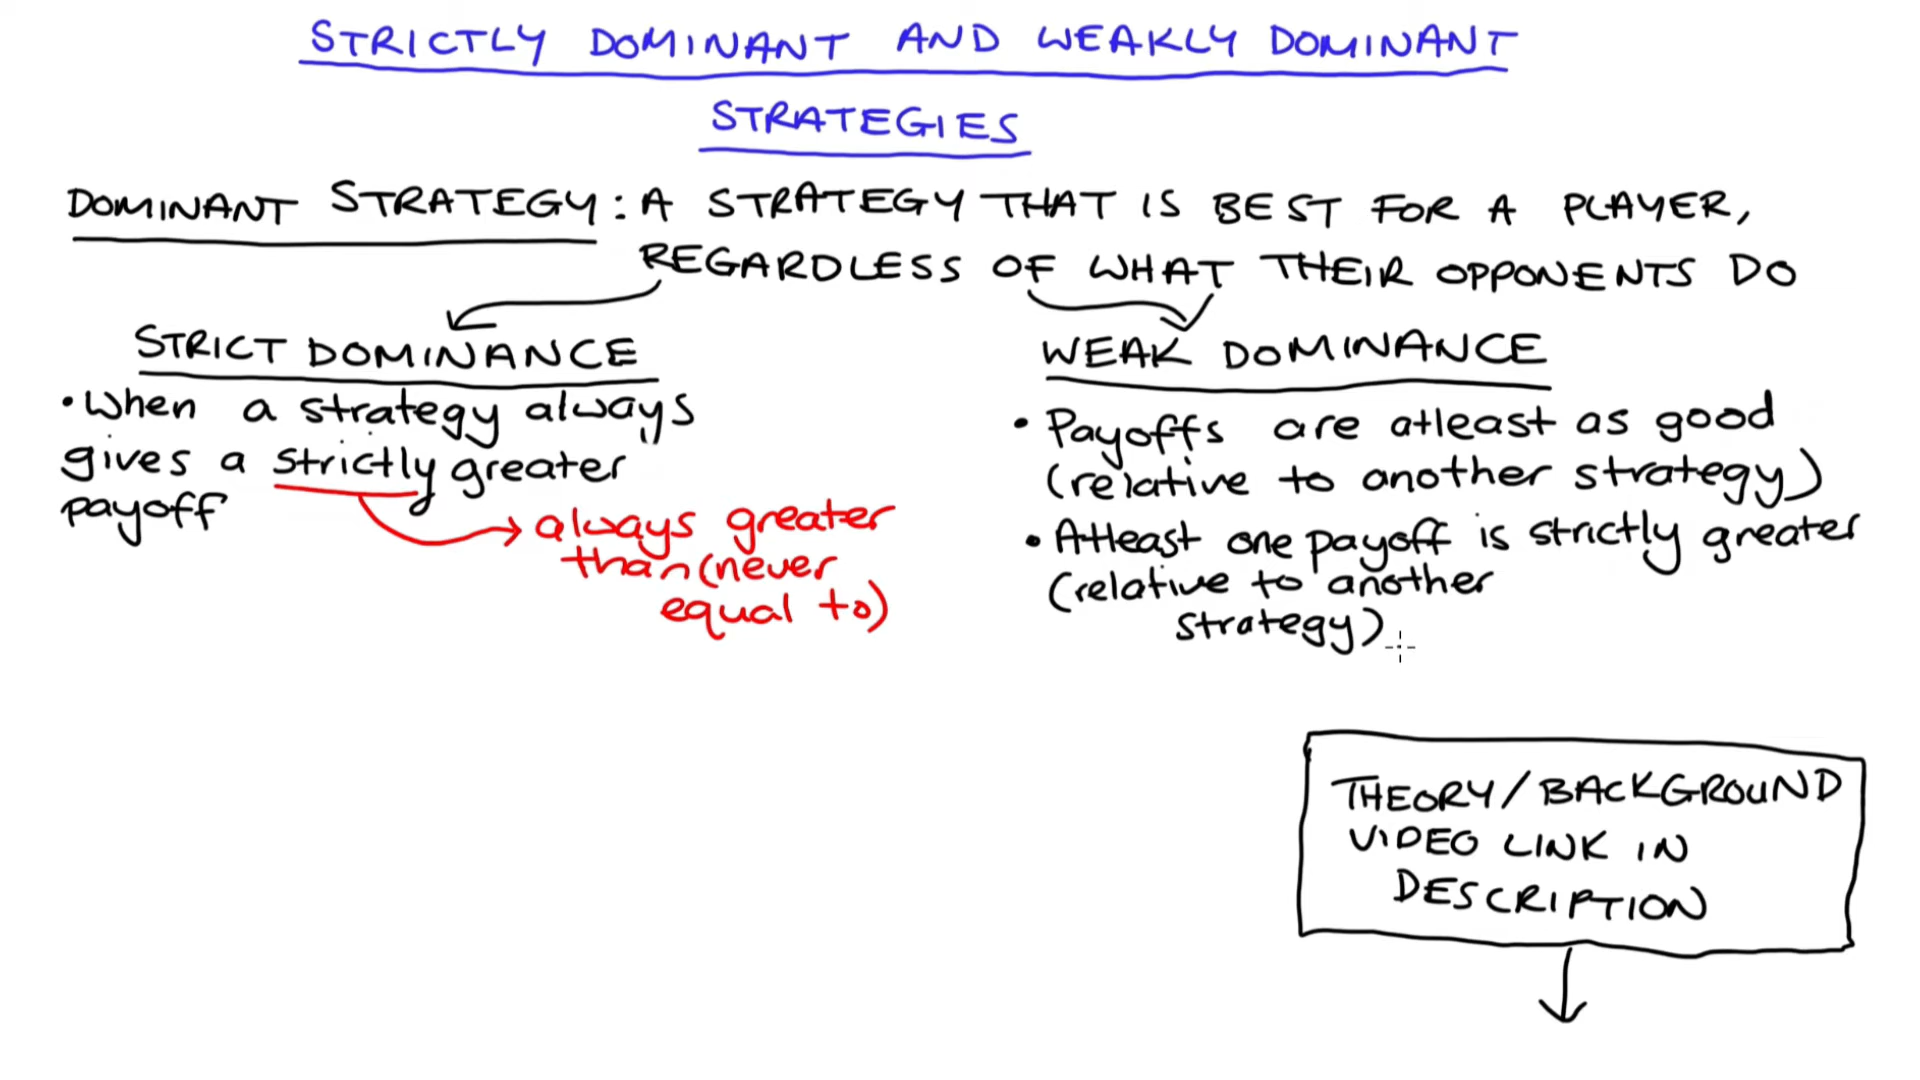 STRICTLY DOMINANT AND WEAKLY DOMINANT
STRATEGIES
DOMINANT STRATEGY: A STRATEGY THAT IS BEST FOR A PLAYER,
REGARDLESS OF WHAT THEIR OPPONENTS DO
STRICT DOMINANCE
• When a strategy always
gives a strictly greater
payoff
always greater
than (never
equal to)
WEAK DOMINANCE
• Payoffs are atleast as good
(relative to another strategy)
• Atleast one payoff is strictly greater
(relative to another
strategy)
THEORY/BACKGROUND
VIDEO LINK IN
DESCRIPTION